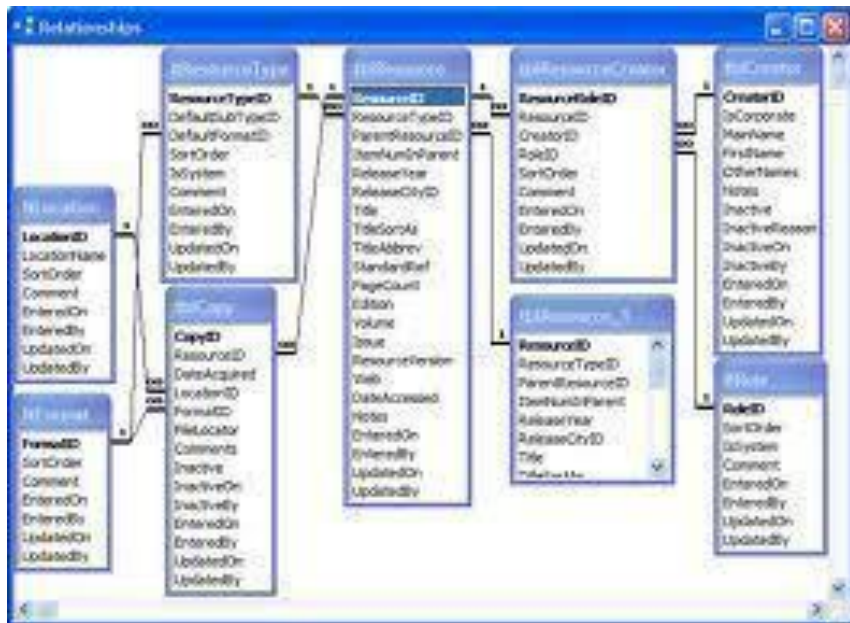 Relationships
ltResourceType
ResourceTypeID
DefaultSubTypeID
DefaultFormatID
SortOrder
IsSystem
Comment
EnteredOn
EnteredBy
UpdatedOn
UpdatedBy
tblResource
ResourceID
ResourceTypeID
ParentResourceID
ItemNumInParent
ReleaseYear
ReleaseCityID
Title
TitleSortAs
TitleAbbrev
StandardRef
PageCount
Edition
Volume
Issue
ResourceVersion
Web
DateAccessed
Notes
EnteredOn
EnteredBy
UpdatedOn
UpdatedBy
tblResourceCreator
ResourceRoleID
ResourceID
CreatorID
RoleID
SortOrder
Comment
EnteredOn
EnteredBy
UpdatedOn
UpdatedBy
tblCreator
CreatorID
IsCorporate
MainName
FirstName
OtherNames
Notes
Inactive
InactiveReason
InactiveOn
InactiveBy
EnteredOn
EnteredBy
UpdatedOn
UpdatedBy
ltLocation
LocationID
LocationName
SortOrder
Comment
EnteredOn
EnteredBy
UpdatedOn
UpdatedBy
tblCopy
CopyID
ResourceID
DateAcquired
LocationID
FormatID
FileLocator
Comments
Inactive
InactiveOn
InactiveBy
EnteredOn
EnteredBy
UpdatedOn
UpdatedBy
tblResource_1
ResourceID
ResourceTypeID
ParentResourceID
ItemNumInParent
ReleaseYear
ReleaseCityID
Title
ltFormat
FormatID
SortOrder
Comment
EnteredOn
EnteredBy
UpdatedOn
UpdatedBy
ltRole
RoleID
SortOrder
IsSystem
Comment
EnteredOn
EnteredBy
UpdatedOn
UpdatedBy